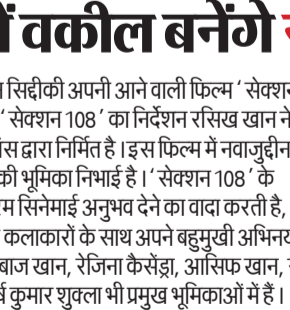 में वकील बनेंगे
सिद्दीकी अपनी आने वाली फिल्म ‘ सेक्शन
‘ सेक्शन 108 ’ का निर्देशन रसिख खान ने
द्वारा निर्मित है । इस फिल्म में नवाजुद्दीन
की भूमिका निभाई है । ‘ सेक्शन 108 ’ के
सिनेमाई अनुभव देने का वादा करती है,
कलाकारों के साथ अपने बहुमुखी अभिनय
खान, रेजिना कैसेंड्रा, आसिफ खान,
कुमार शुक्ला भी प्रमुख भूमिकाओं में हैं ।